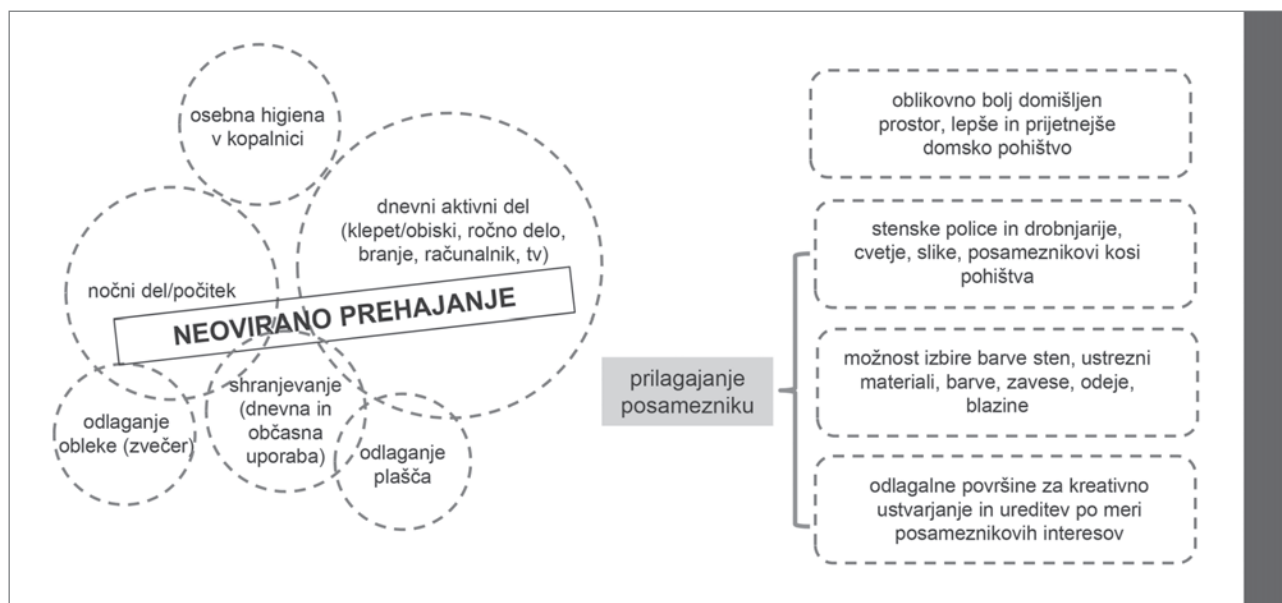 osebna higiena
v kopalnici
dnevni aktivni del
(klepet/obiski, ročno delo,
branje, računalnik, tv)
nočni del/počitek
NEOVIRANO PREHAJANJE
odlaganje
obleke (zvečer)
shranjevanje
(dnevna in
občasna
uporaba)
odlaganje
plašča
prilagajanje
posamezniku
oblikovno bolj domišljen
prostor, lepše in prijetnejše
domsko pohištvo
stenske police in drobnjarije,
cvetje, slike, posameznikovi kosi
pohištva
možnost izbire barve sten, ustrezni
materiali, barve, zavese, odeje,
blazine
odlagalne površine za kreativno
ustvarjanje in ureditev po meri
posameznikovih interesov